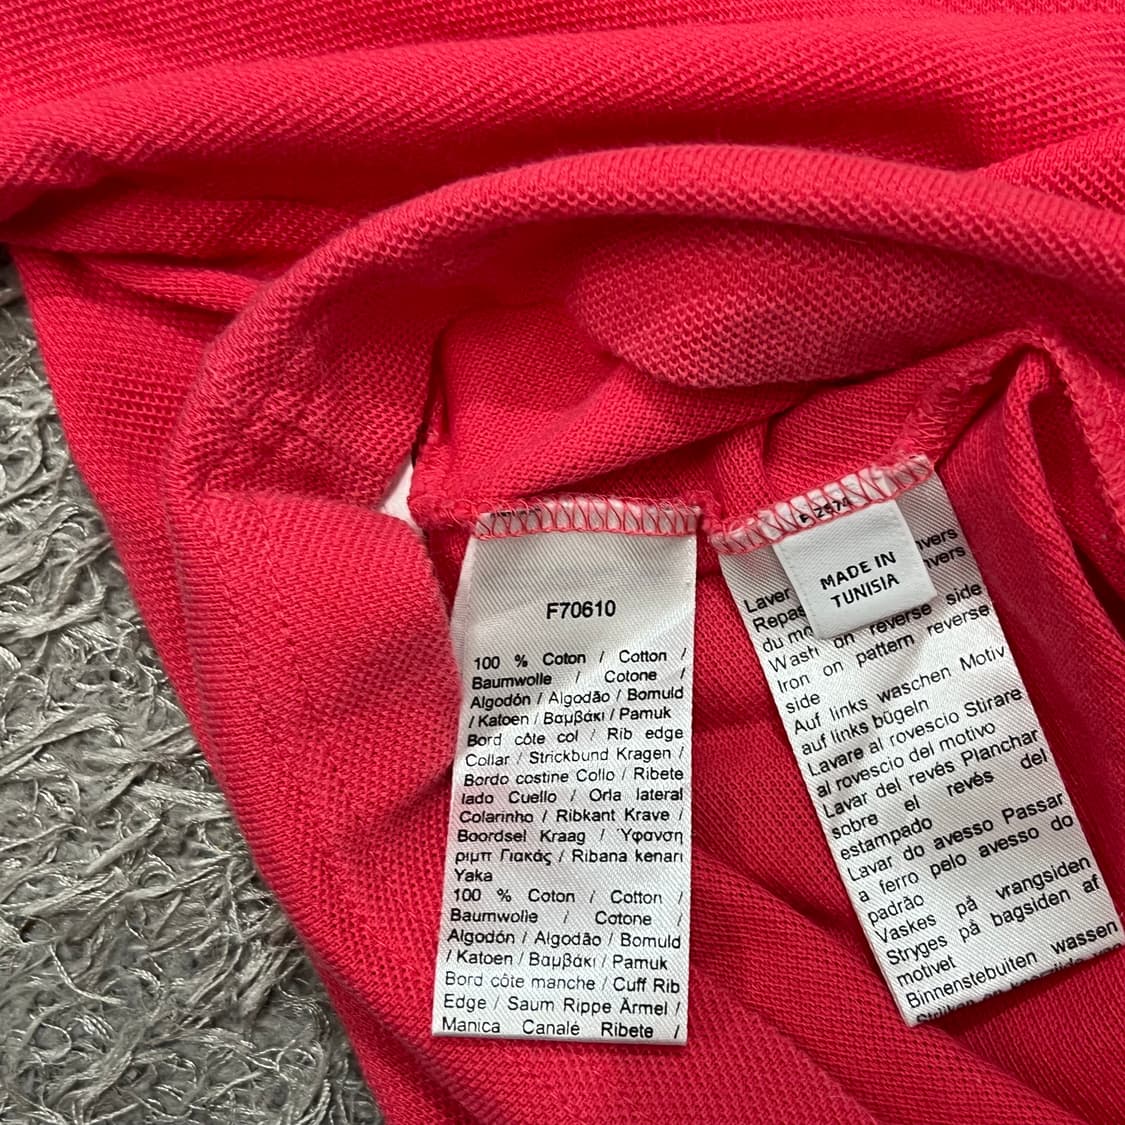 F70610
100 % Coton / Cotton /
Baumwolle / Cotone /
Algodón / Algodão / Bomuld
/ Katoen / Βαμβάκι / Pamuk
Bord côte col / Rib edge
Collar / Strickbund Kragen /
Bordo costine Collo / Ribete
lado Cuello / Orla lateral
Colarinho / Ribkant Krave /
Boordsel Kraag / Ύφανση
ριμπ Γιακάς / Ribana kenarı
Yaka
100 % Coton / Cotton /
Baumwolle / Cotone /
Algodón / Algodão / Bomuld
/ Katoen / Βαμβάκι / Pamuk
Bord côte manche / Cuff Rib
Edge / Saum Rippe Ärmel /
Manica Canalé Ribete /
MADE IN
TUNISIA
Laver
du
Wash on reverse side
Iron on pattern reverse
side
Auf links waschen Motiv
auf links bügeln
Lavare al rovescio Stirare
al rovescio del motivo
Lavar del revés Planchar
sobre el revés del
estampado
Lavar do avesso Passar
a ferro pelo avesso do
padrão
Vaskes på vrangsiden
Stryges på bagsiden af
motivet
Binnenstebuiten wassen